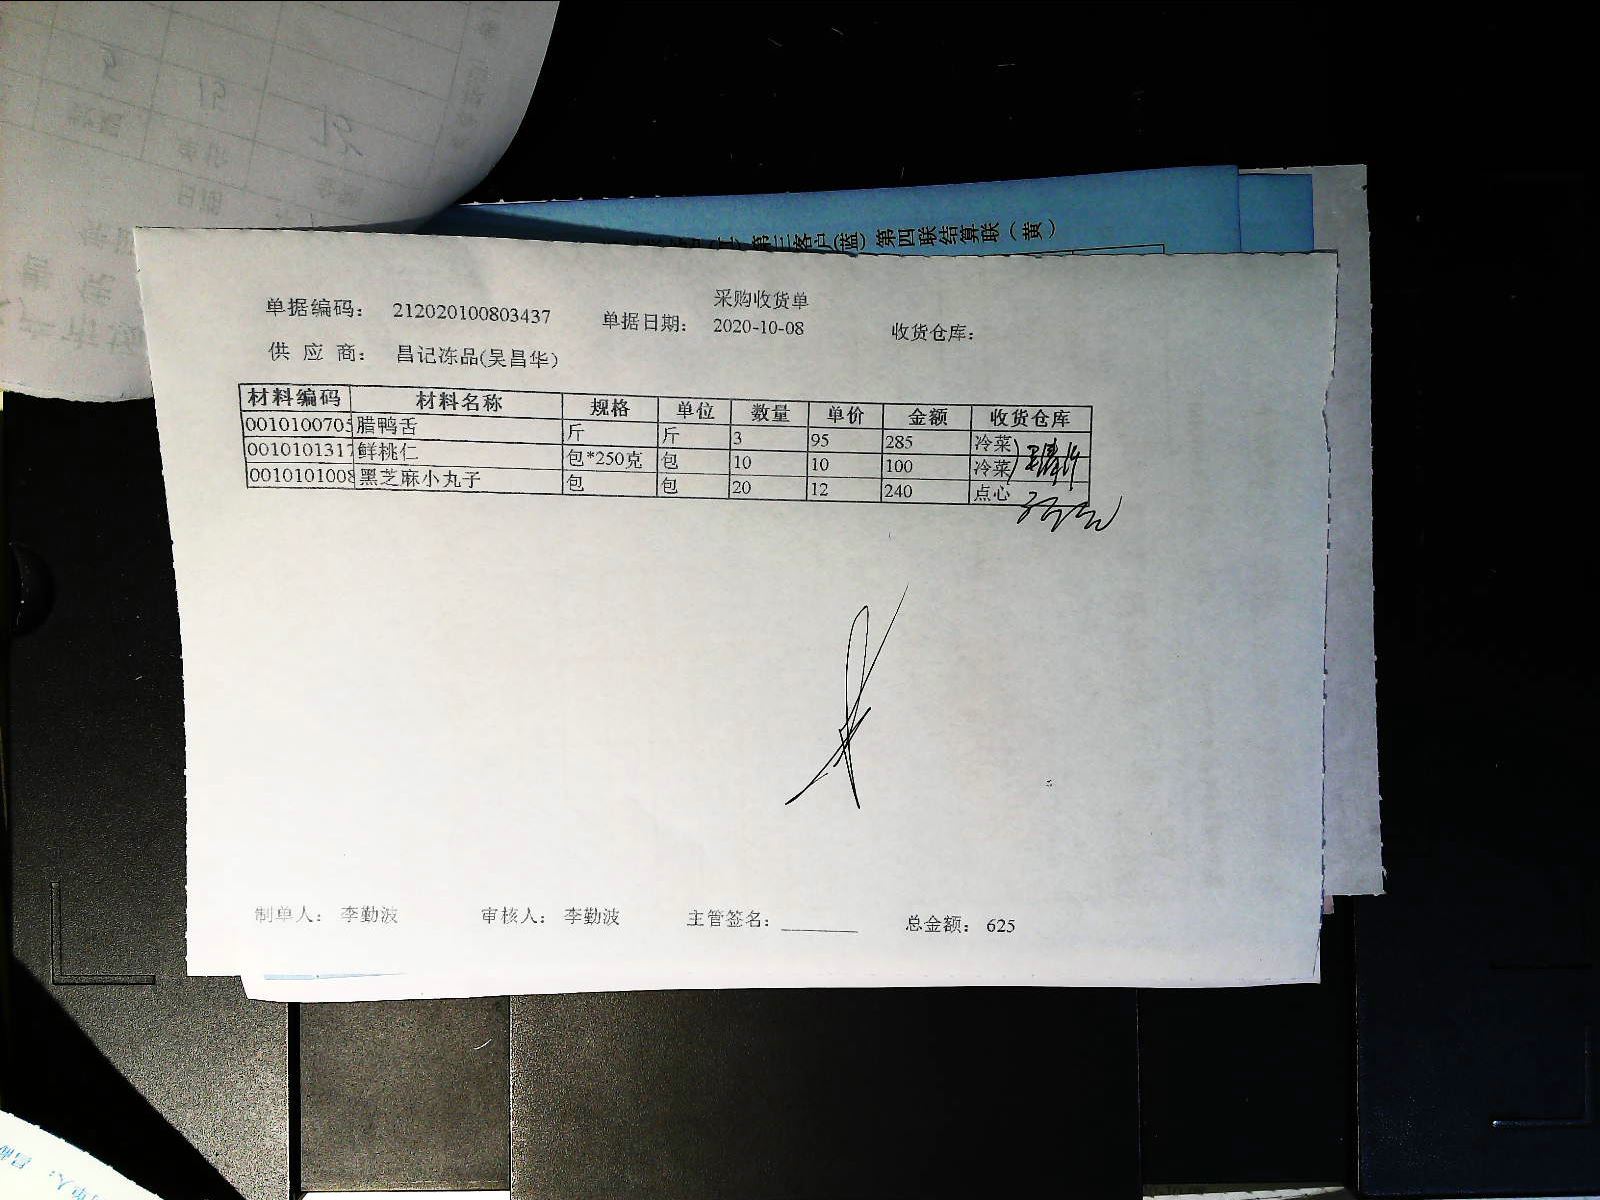 第三客户(蓝) 第四联结算联（黄）
采购收货单
单据编码： 212020100803437 单据日期： 2020-10-08 收货仓库：
供 应 商： 昌记冻品(吴昌华)
材料编码 材料名称 规格 单位 数量 单价 金额 收货仓库
0010100705 腊鸭舌 斤 斤 3 95 285 冷菜
0010101317 鲜桃仁 包*250克 包 10 10 100 冷菜
0010101008 黑芝麻小丸子 包 包 20 12 240 点心
制单人： 李勤波 审核人： 李勤波 主管签名： 总金额： 625